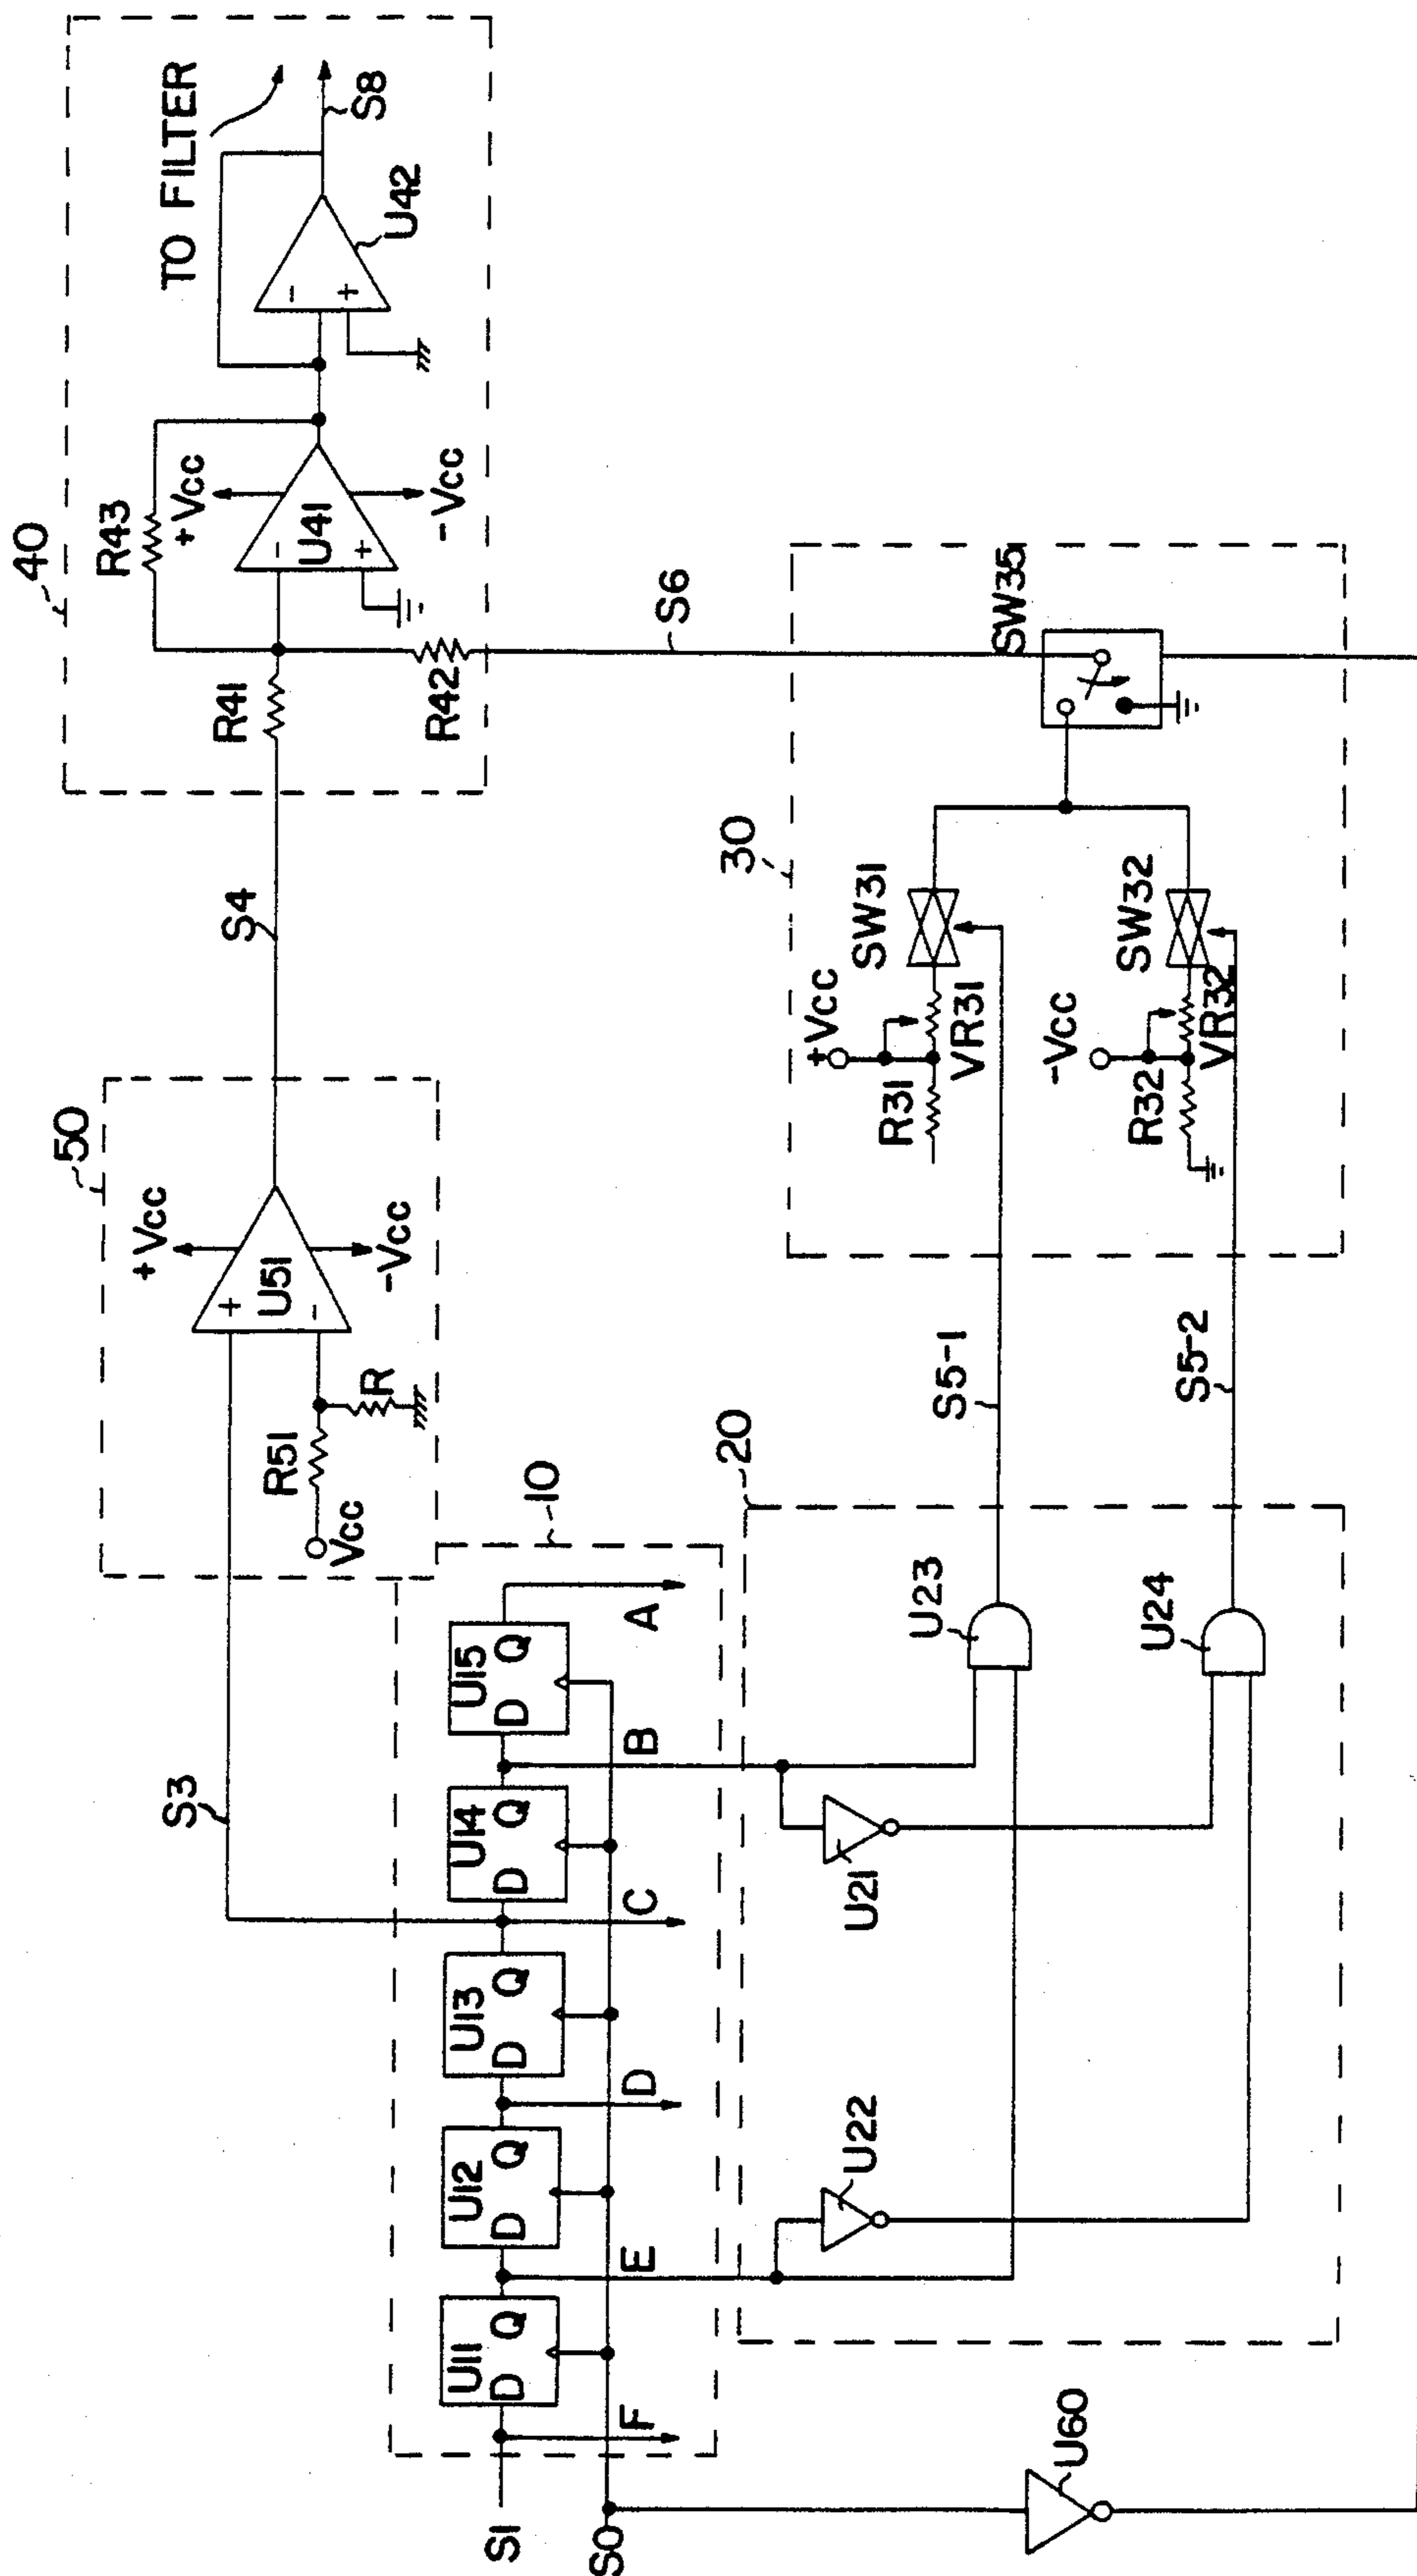 TO FILTER
S8
U42
-
+
40
R43
+Vcc
-Vcc
U41
-
+
R41
R42
S6
S4
50
+Vcc
-Vcc
U51
+
-
R51
R
Vcc
S3
30
SW35
SW31
SW32
+Vcc
-Vcc
R31
VR31
R32
VR32
S5-1
S5-2
10
U11
D
Q
U12
D
Q
U13
D
Q
U14
D
Q
U15
D
Q
F
E
D
C
B
A
S1
S0
20
U21
U22
U23
U24
U60